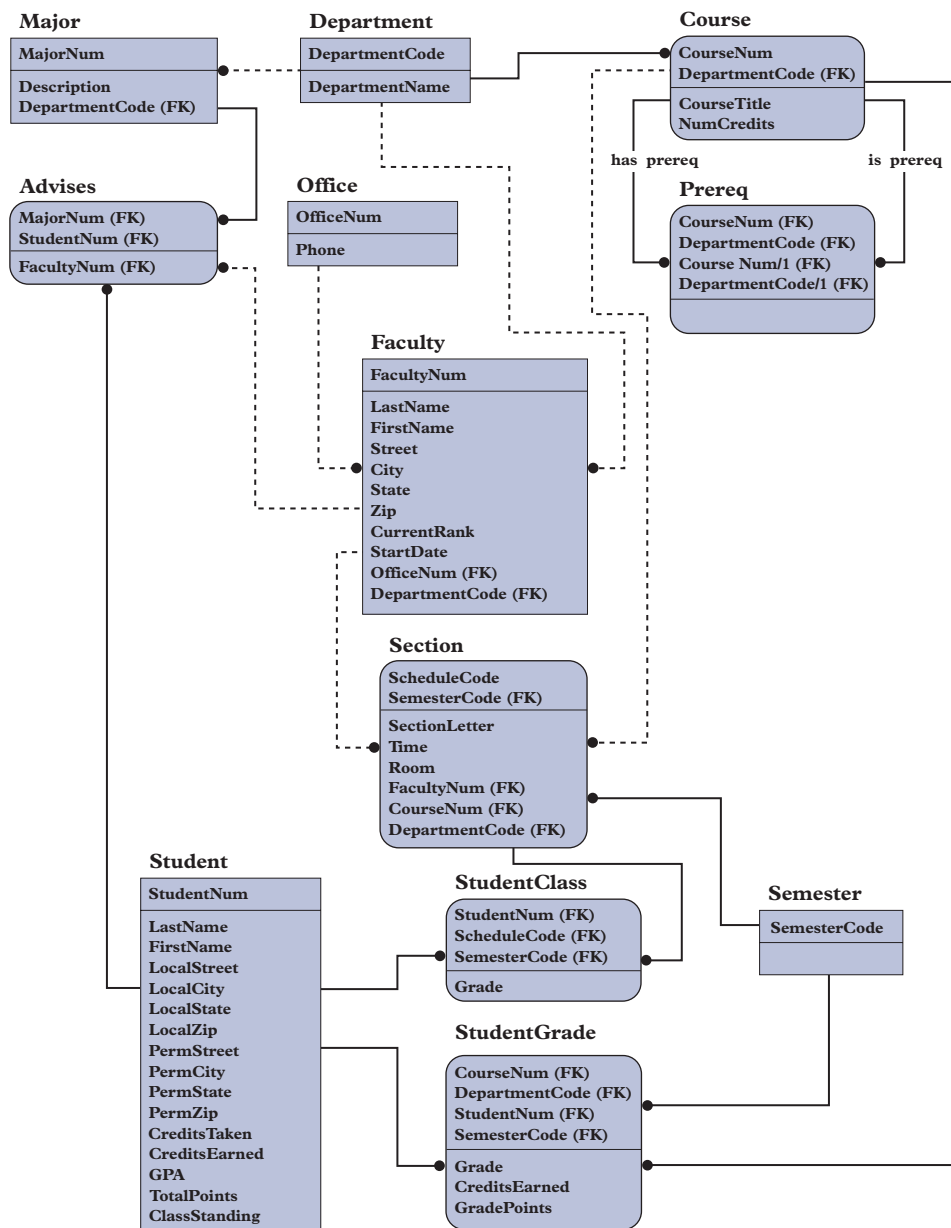 Major
MajorNum
Description
DepartmentCode (FK)
Department
DepartmentCode
DepartmentName
Course
CourseNum
DepartmentCode (FK)
CourseTitle
NumCredits
has prereq
is prereq
Advises
MajorNum (FK)
StudentNum (FK)
FacultyNum (FK)
Office
OfficeNum
Phone
Prereq
CourseNum (FK)
DepartmentCode (FK)
Course Num/1 (FK)
DepartmentCode/1 (FK)
Faculty
FacultyNum
LastName
FirstName
Street
City
State
Zip
CurrentRank
StartDate
OfficeNum (FK)
DepartmentCode (FK)
Section
ScheduleCode
SemesterCode (FK)
SectionLetter
Time
Room
FacultyNum (FK)
CourseNum (FK)
DepartmentCode (FK)
Student
StudentNum
LastName
FirstName
LocalStreet
LocalCity
LocalState
LocalZip
PermStreet
PermCity
PermState
PermZip
CreditsTaken
CreditsEarned
GPA
TotalPoints
ClassStanding
StudentClass
StudentNum (FK)
ScheduleCode (FK)
SemesterCode (FK)
Grade
Semester
SemesterCode
StudentGrade
CourseNum (FK)
DepartmentCode (FK)
StudentNum (FK)
SemesterCode (FK)
Grade
CreditsEarned
GradePoints